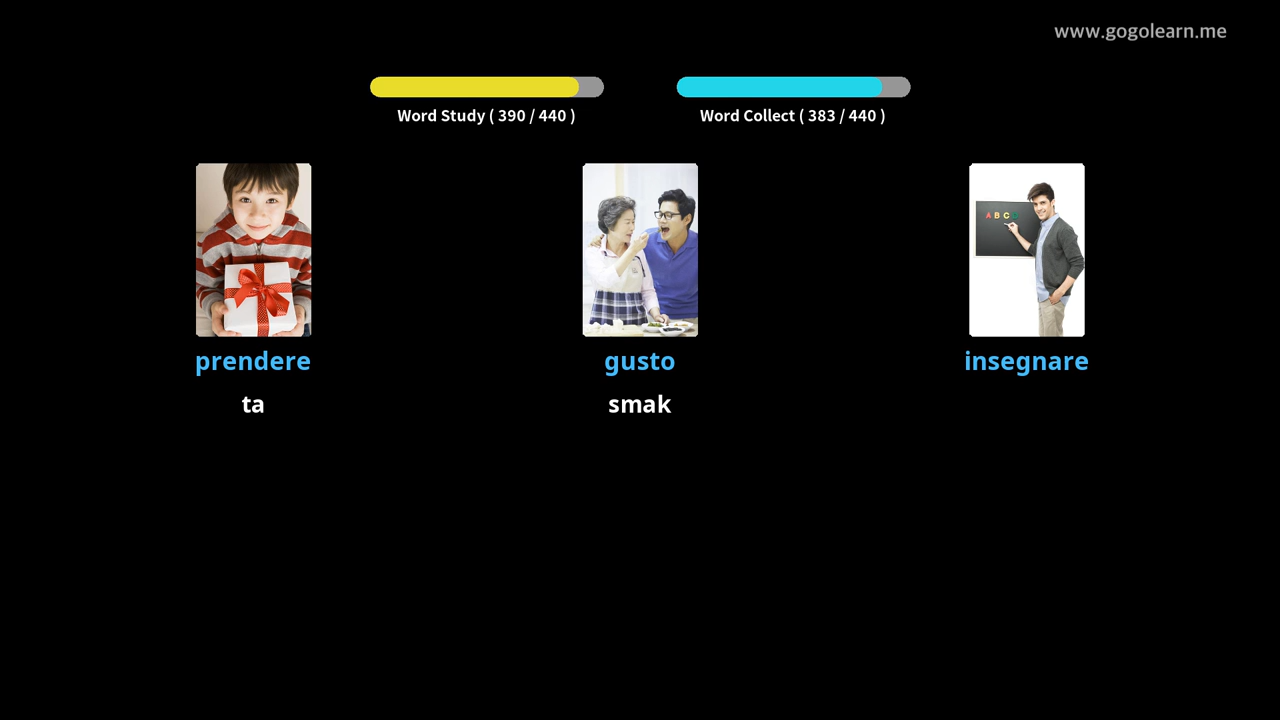 www.gogolearn.me
Word Study ( 390 / 440 )
Word Collect ( 383 / 440 )
A B C D
prendere
gusto
insegnare
ta
smak